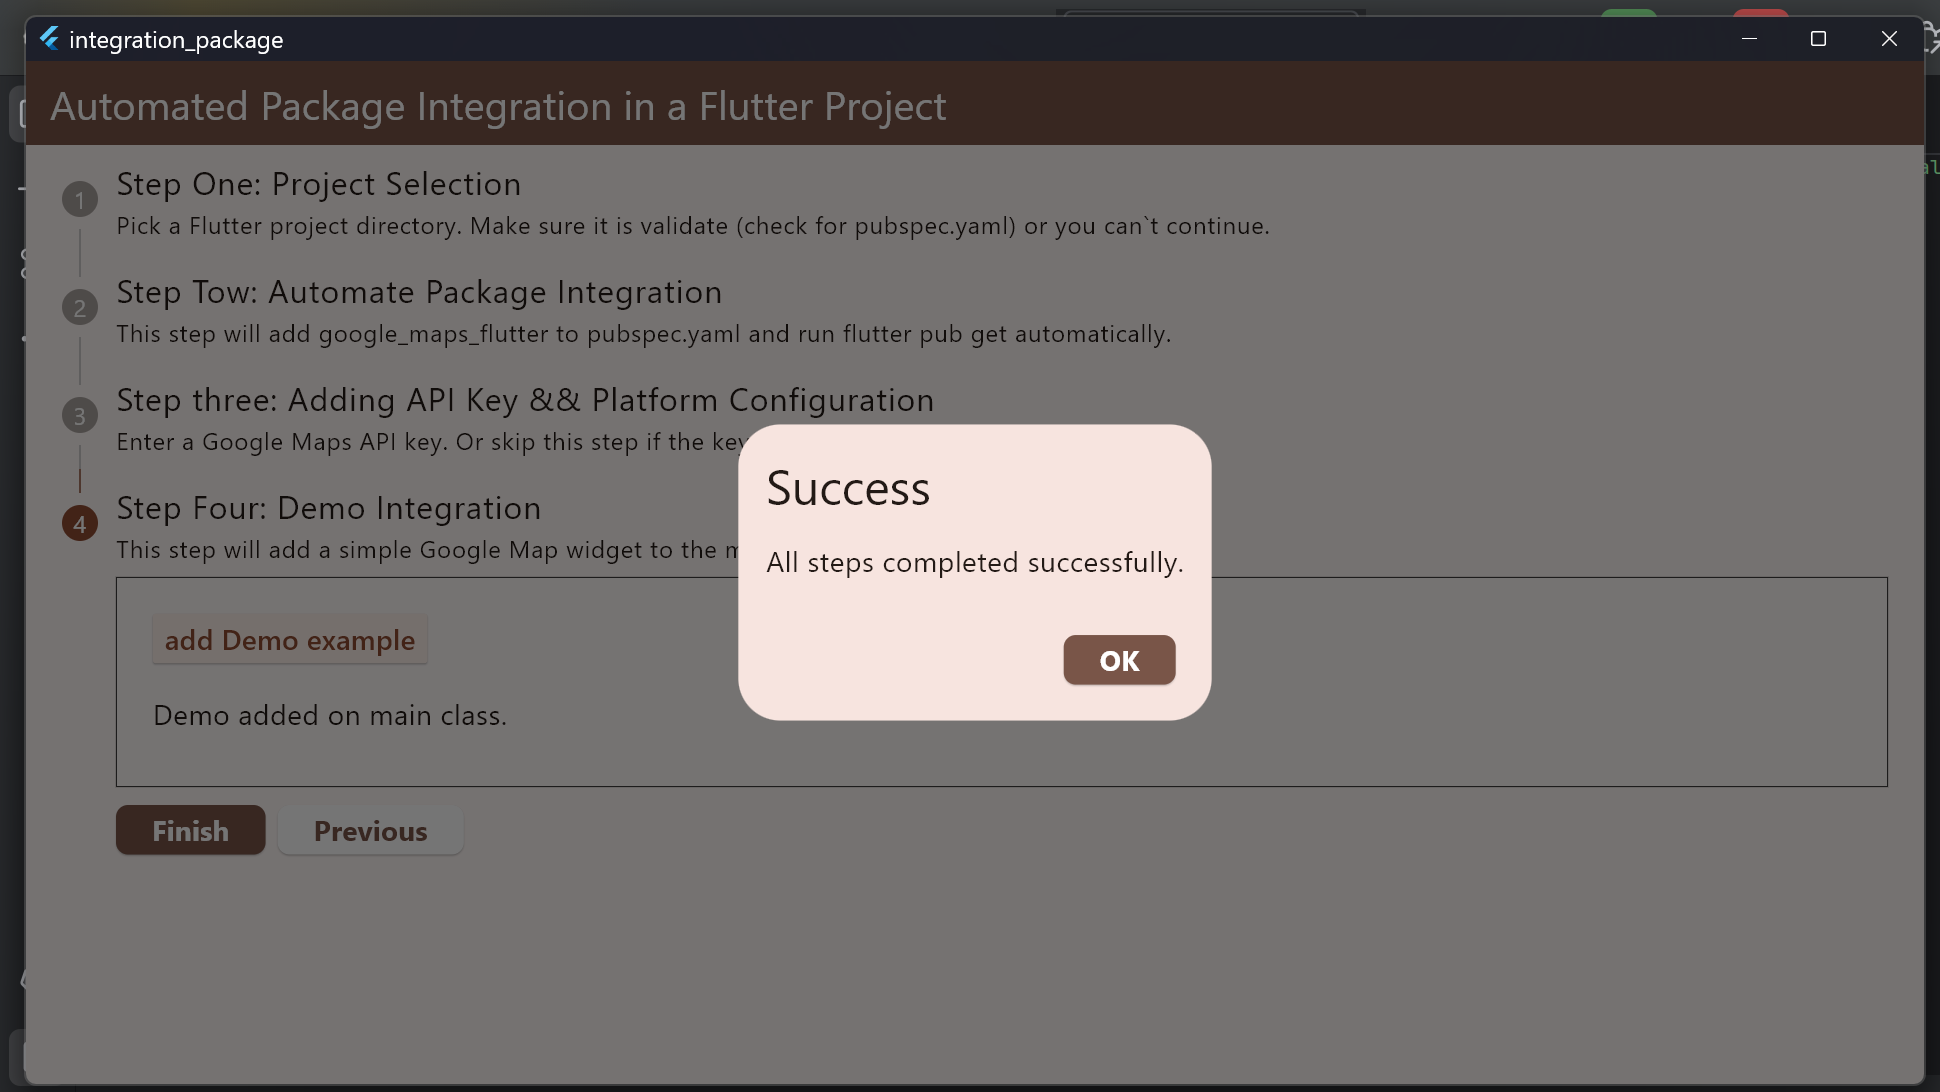 integration_package
Automated Package Integration in a Flutter Project
1
Step One: Project Selection
Pick a Flutter project directory. Make sure it is validate (check for pubspec.yaml) or you can`t continue.
2
Step Tow: Automate Package Integration
This step will add google_maps_flutter to pubspec.yaml and run flutter pub get automatically.
3
Step three: Adding API Key && Platform Configuration
Enter a Google Maps API key. Or skip this step if the key
4
Step Four: Demo Integration
This step will add a simple Google Map widget to the
add Demo example
Demo added on main class.
Finish
Previous
Success
All steps completed successfully.
OK